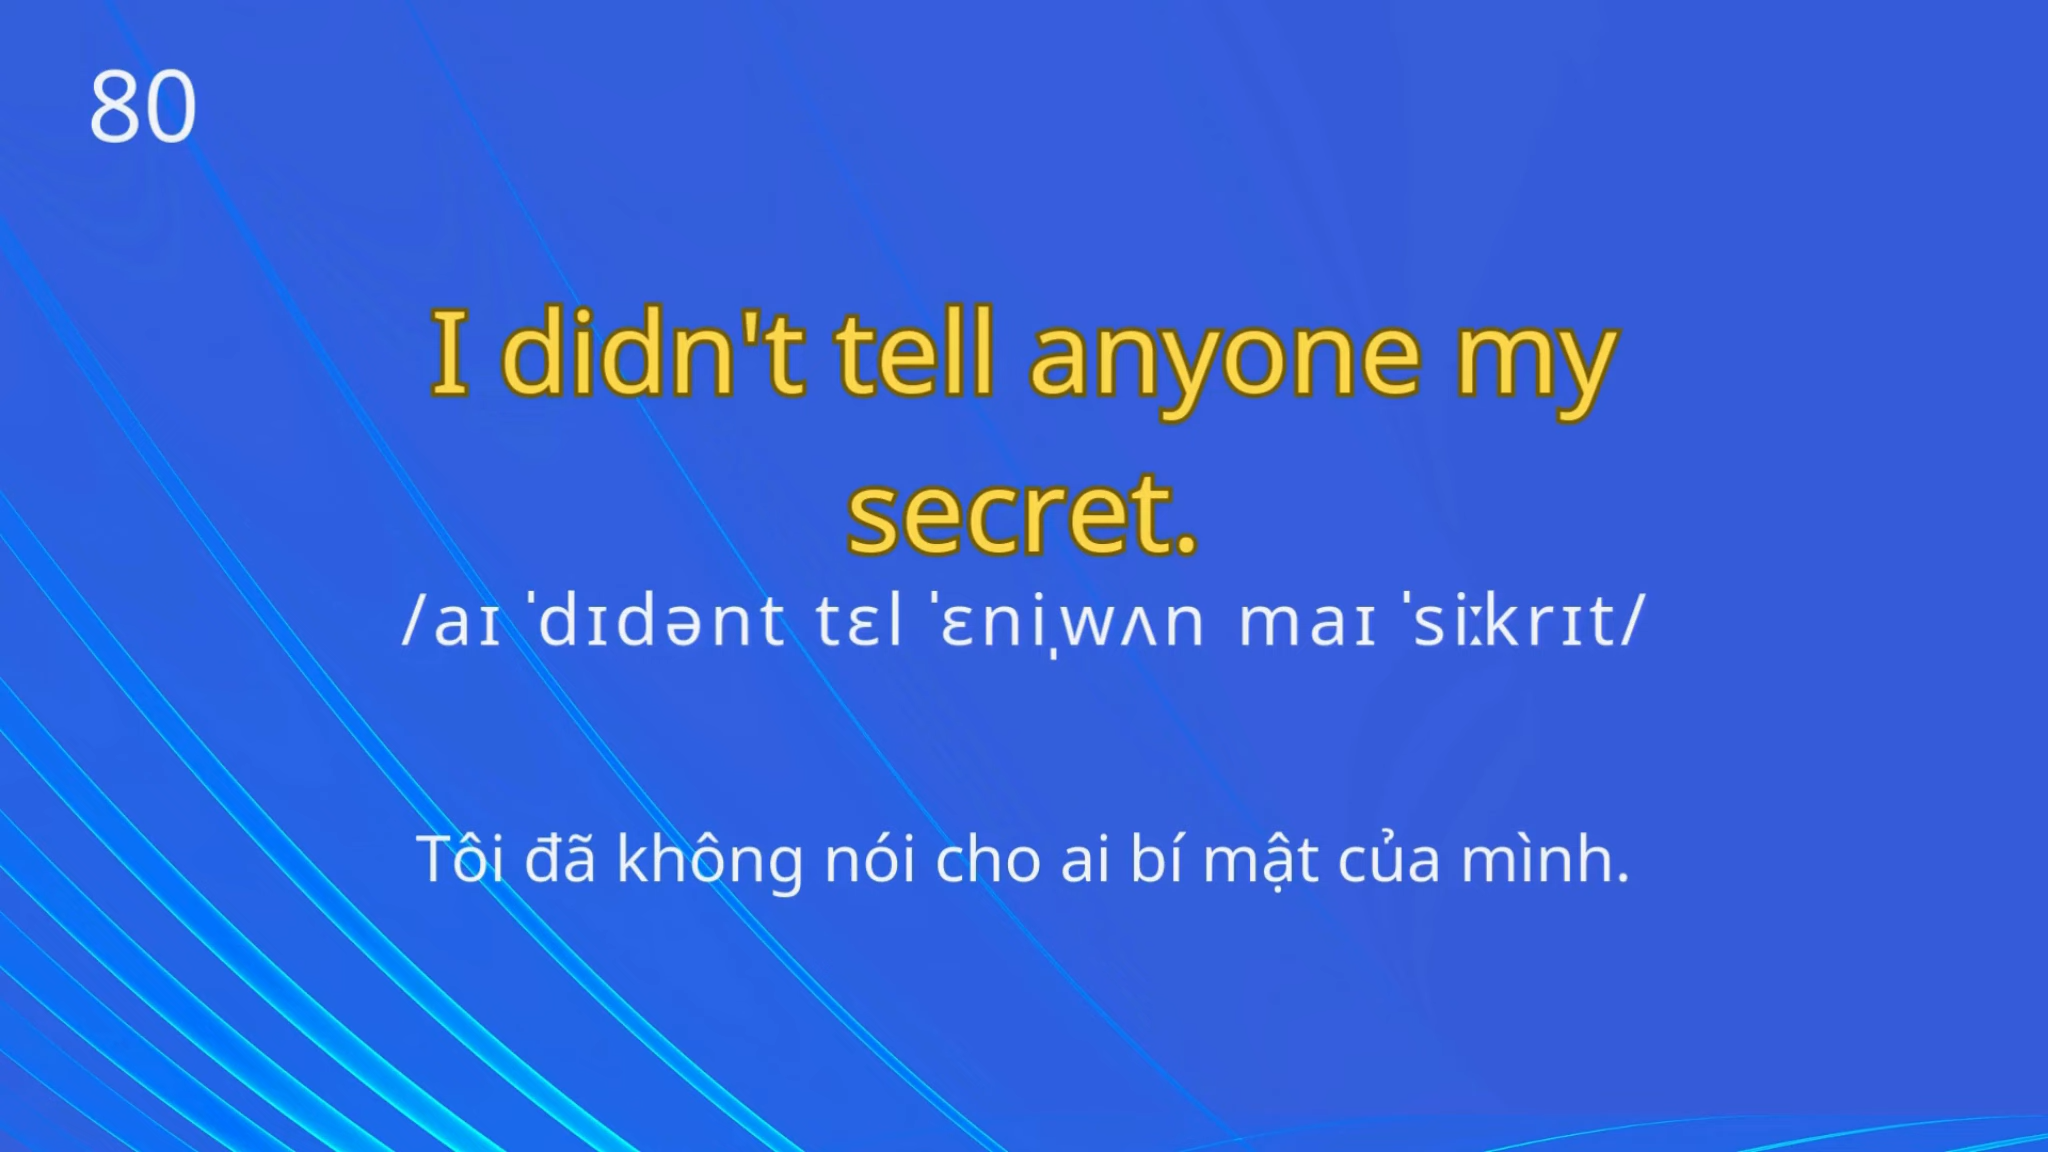 80
I didn't tell anyone my
secret.
/aɪ ˈdɪdənt tɛl ˈɛniˌwʌn maɪ ˈsiːkrɪt/
Tôi đã không nói cho ai bí mật của mình.